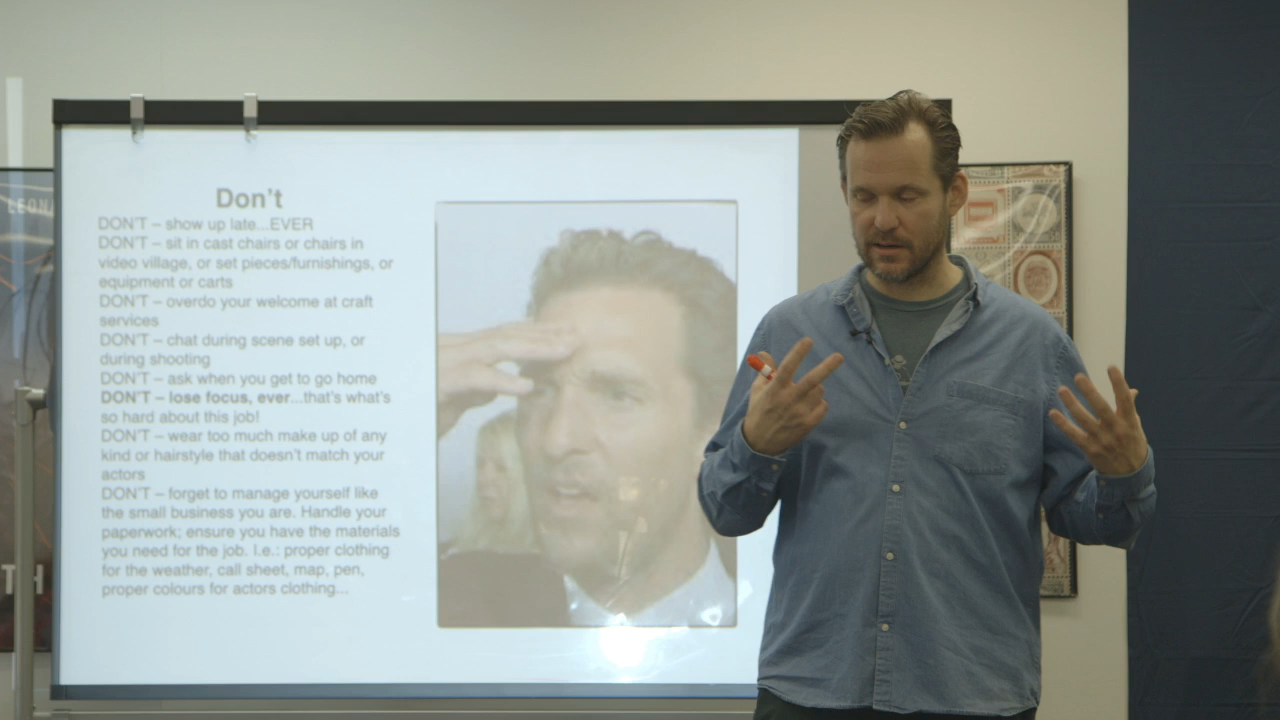 Don't
DON'T – show up late...EVER
DON'T – sit in cast chairs or chairs in
video village, or set pieces/furnishings, or
equipment or carts
DON'T – overdo your welcome at craft
services
DON'T – chat during scene set up, or
during shooting
DON'T – ask when you get to go home
DON'T – lose focus, ever...that's what's
so hard about this job!
DON'T – wear too much make up of any
kind or hairstyle that doesn't match your
actors
DON'T – forget to manage yourself like
the small business you are. Handle your
paperwork; ensure you have the materials
you need for the job. I.e.: proper clothing
for the weather, call sheet, map, pen,
proper colours for actors clothing...
LEON
TH